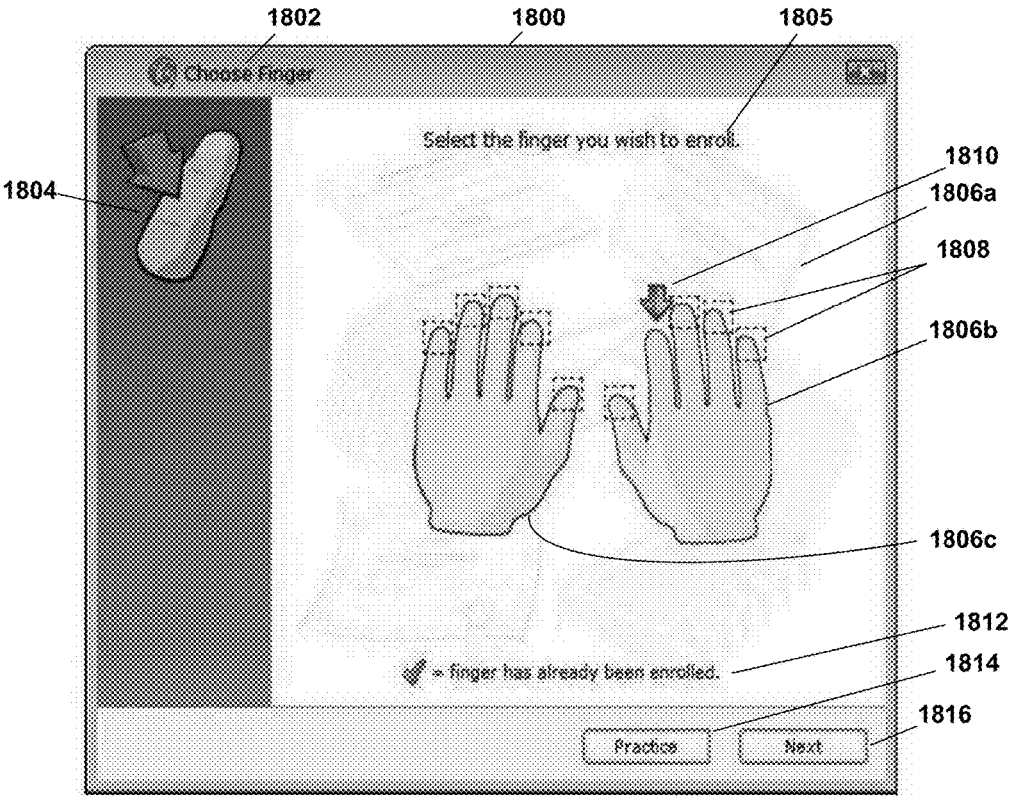 1802 1800 1805
Choose Finger
Select the finger you wish to enroll.
1810
1804
1806a
1808
1806b
1806c
1812
= finger has already been enrolled.
1814
1816
Practice Next